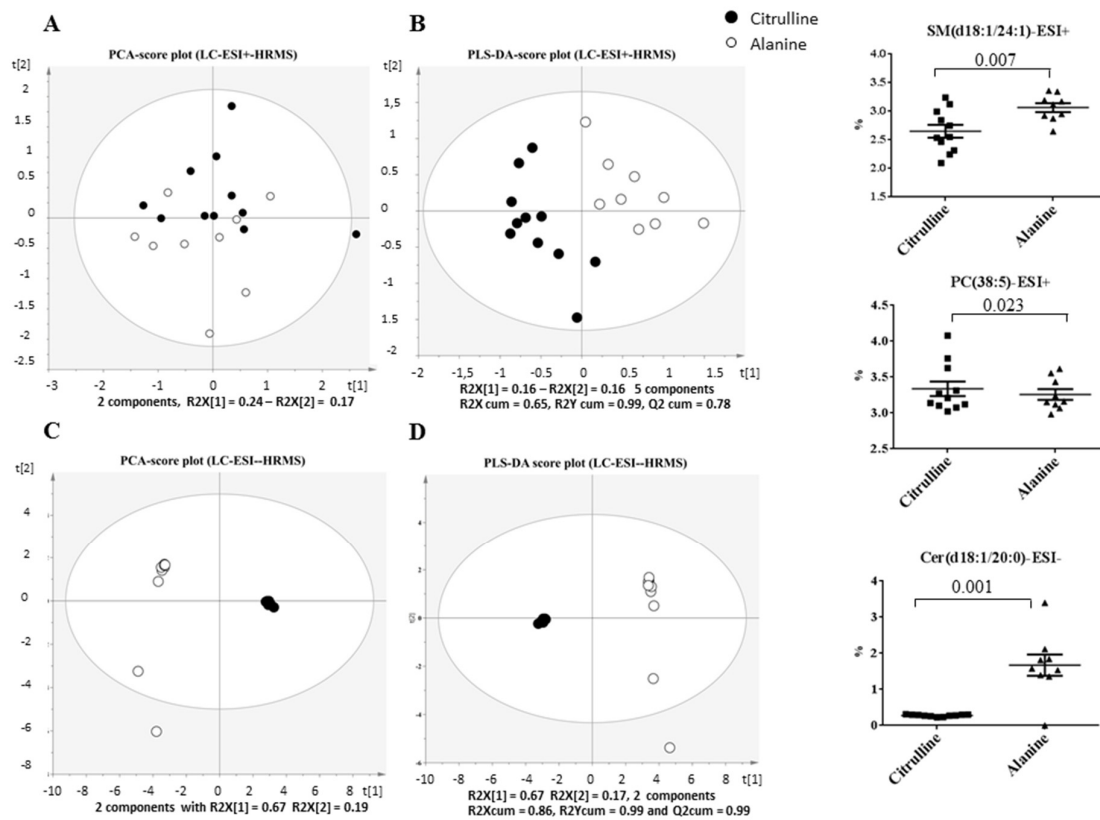 A
PCA-score plot (LC-ESI+-HRMS)
t[2]
2
1
0.5
1
0
-0.5
-1
-1.5
-2
-2.5
-3
-2
-1
0
1
2
t[1]
2 components, R2X[1] = 0.24 – R2X[2] = 0.17
B
Citrulline
Alanine
PLS-DA-score plot (LC-ESI+-HRMS)
t[2]
2
1,5
1
0.5
0
-0.5
-1
-1.5
-2
-2
-1.5
-1
-0.5
0
0.5
1
1.5
t[1]
R2X[1] = 0.16 – R2X[2] = 0.16 5 components
R2X cum = 0.65, R2Y cum = 0.99, Q2 cum = 0.78
C
PCA-score plot (LC-ESI--HRMS)
t[2]
4
2
0
-2
-4
-5
-6
-8
-10
-8
-6
-4
-2
0
2
4
6
8
t[1]
2 components with R2X[1] = 0.67 R2X[2] = 0.19
D
PLS-DA score plot (LC-ESI--HRMS)
t[2]
6
4
2
0
-2
-4
-6
-10
-8
-6
-4
-2
0
2
4
6
8
t[1]
R2X[1] = 0.67 R2X[2] = 0.17, 2 components
R2Xcum = 0.86, R2Ycum = 0.99 and Q2cum = 0.99
SM(d18:1/24:1)-ESI+
0.007
%
4.0
3.5
3.0
2.5
2.0
1.5
Citrulline
Alanine
PC(38:5)-ESI+
0.023
%
4.5
4.0
3.5
3.0
2.5
Citrulline
Alanine
Cer(d18:1/20:0)-ESI-
0.001
%
4
3
2
1
0
Citrulline
Alanine